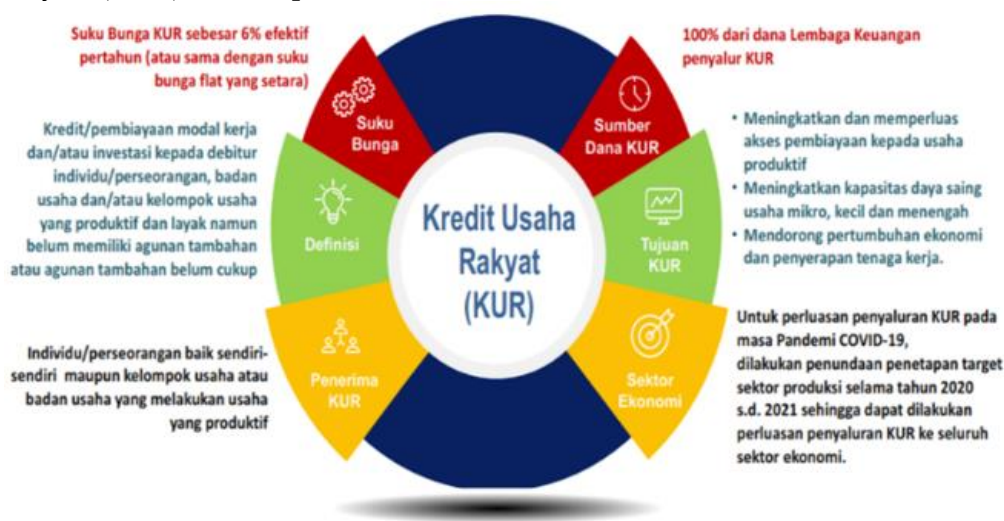 Suku Bunga KUR sebesar 6% efektif
pertahun (atau sama dengan suku
bunga flat yang setara)
Suku
Bunga
Kredit/pembiayaan modal kerja
dan/atau investasi kepada debitur
individu/perseorangan, badan
usaha dan/atau kelompok usaha
yang produktif dan layak namun
belum memiliki agunan tambahan
atau agunan tambahan belum cukup
Definisi
Individu/perseorangan baik sendiri-
sendiri maupun kelompok usaha atau
badan usaha yang melakukan usaha
yang produktif
Penerima
KUR
Kredit Usaha
Rakyat
(KUR)
Sumber
Dana KUR
100% dari dana Lembaga Keuangan
penyalur KUR
Tujuan
KUR
• Meningkatkan dan memperluas
akses pembiayaan kepada usaha
produktif
• Meningkatkan kapasitas daya saing
usaha mikro, kecil dan menengah
• Mendorong pertumbuhan ekonomi
dan penyerapan tenaga kerja.
Sektor
Ekonomi
Untuk perluasan penyaluran KUR pada
masa Pandemi COVID-19,
dilakukan penundaan penetapan target
sektor produksi selama tahun 2020
s.d. 2021 sehingga dapat dilakukan
perluasan penyaluran KUR ke seluruh
sektor ekonomi.